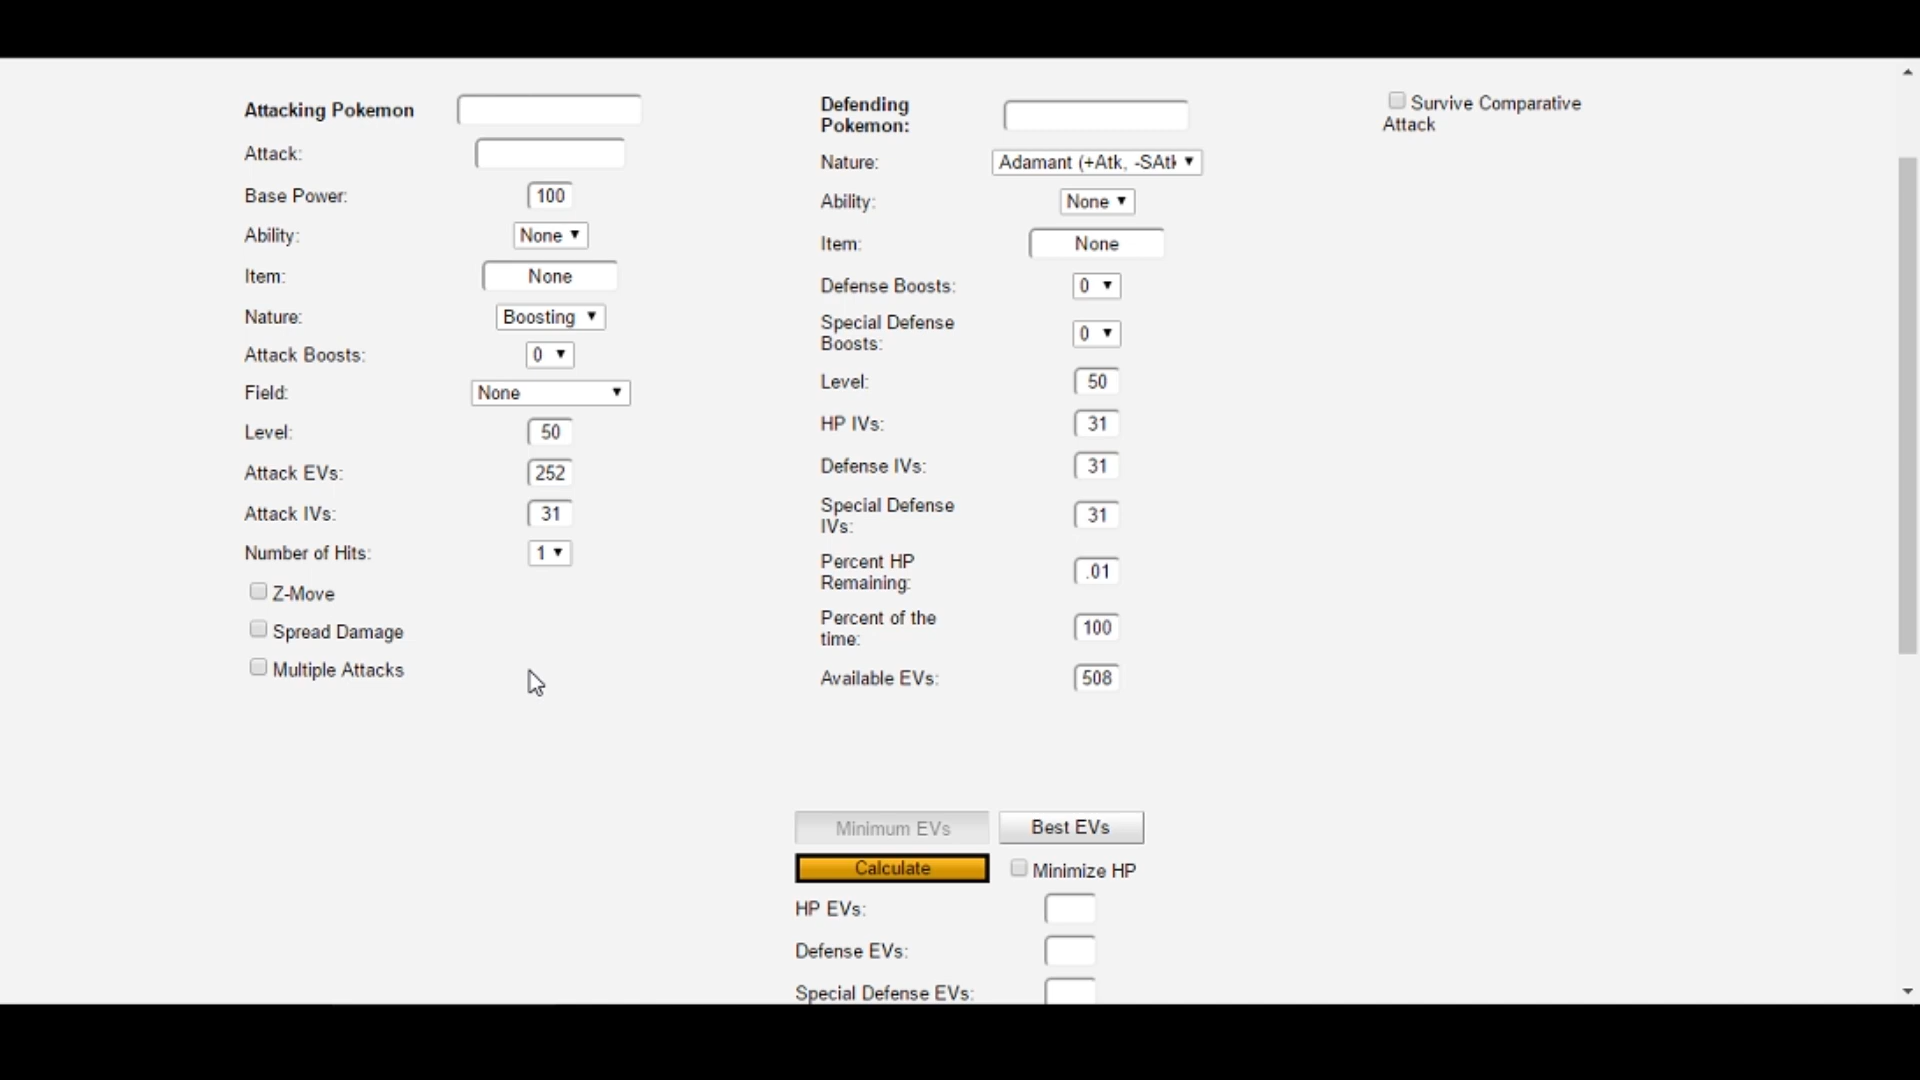 Attacking Pokemon
Attack:
Base Power: 100
Ability: None
Item: None
Nature: Boosting
Attack Boosts: 0
Field: None
Level: 50
Attack EVs: 252
Attack IVs: 31
Number of Hits: 1
Z-Move
Spread Damage
Multiple Attacks
Defending
Pokemon:
Nature: Adamant (+Atk, -SAtk
Ability: None
Item: None
Defense Boosts: 0
Special Defense
Boosts: 0
Level: 50
HP IVs: 31
Defense IVs: 31
Special Defense
IVs: 31
Percent HP
Remaining: .01
Percent of the
time: 100
Available EVs: 508
Survive Comparative
Attack
Minimum EVs Best EVs
Calculate Minimize HP
HP EVs:
Defense EVs:
Special Defense EVs: